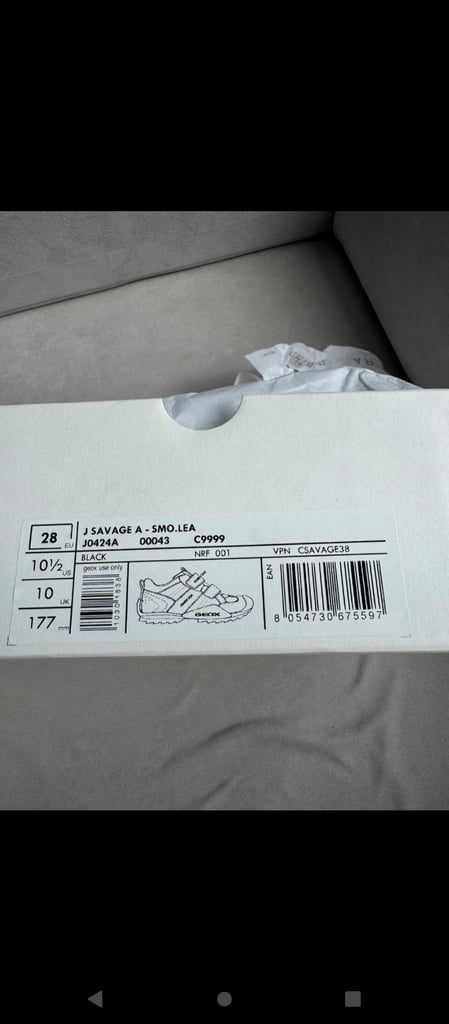 28 EU
J SAVAGE A - SMO.LEA
J0424A 00043 C9999
BLACK NRF 001 VPN CSAVAGE38
10½ US
10 UK
177 mm
geox use only
GEOX
EAN
8 054730 675597